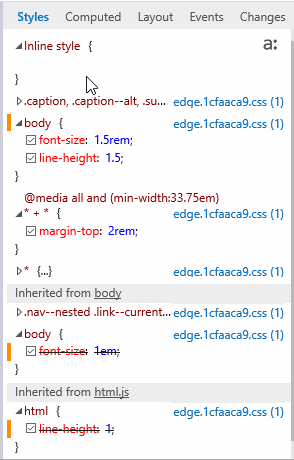 Styles Computed Layout Events Changes
Inline style {
a:
}
.caption, .caption--alt, .su... edge.1cfaaca9.css (1)
body { edge.1cfaaca9.css (1)
font-size: 1.5rem;
line-height: 1.5;
}
@media all and (min-width:33.75em)
* + * { edge.1cfaaca9.css (1)
margin-top: 2rem;
}
* {...} edge.1cfaaca9.css (1)
Inherited from body
.nav--nested .link--current... edge.1cfaaca9.css (1)
body { edge.1cfaaca9.css (1)
font-size: 1em;
}
Inherited from html.js
html { edge.1cfaaca9.css (1)
line-height: 1;
}